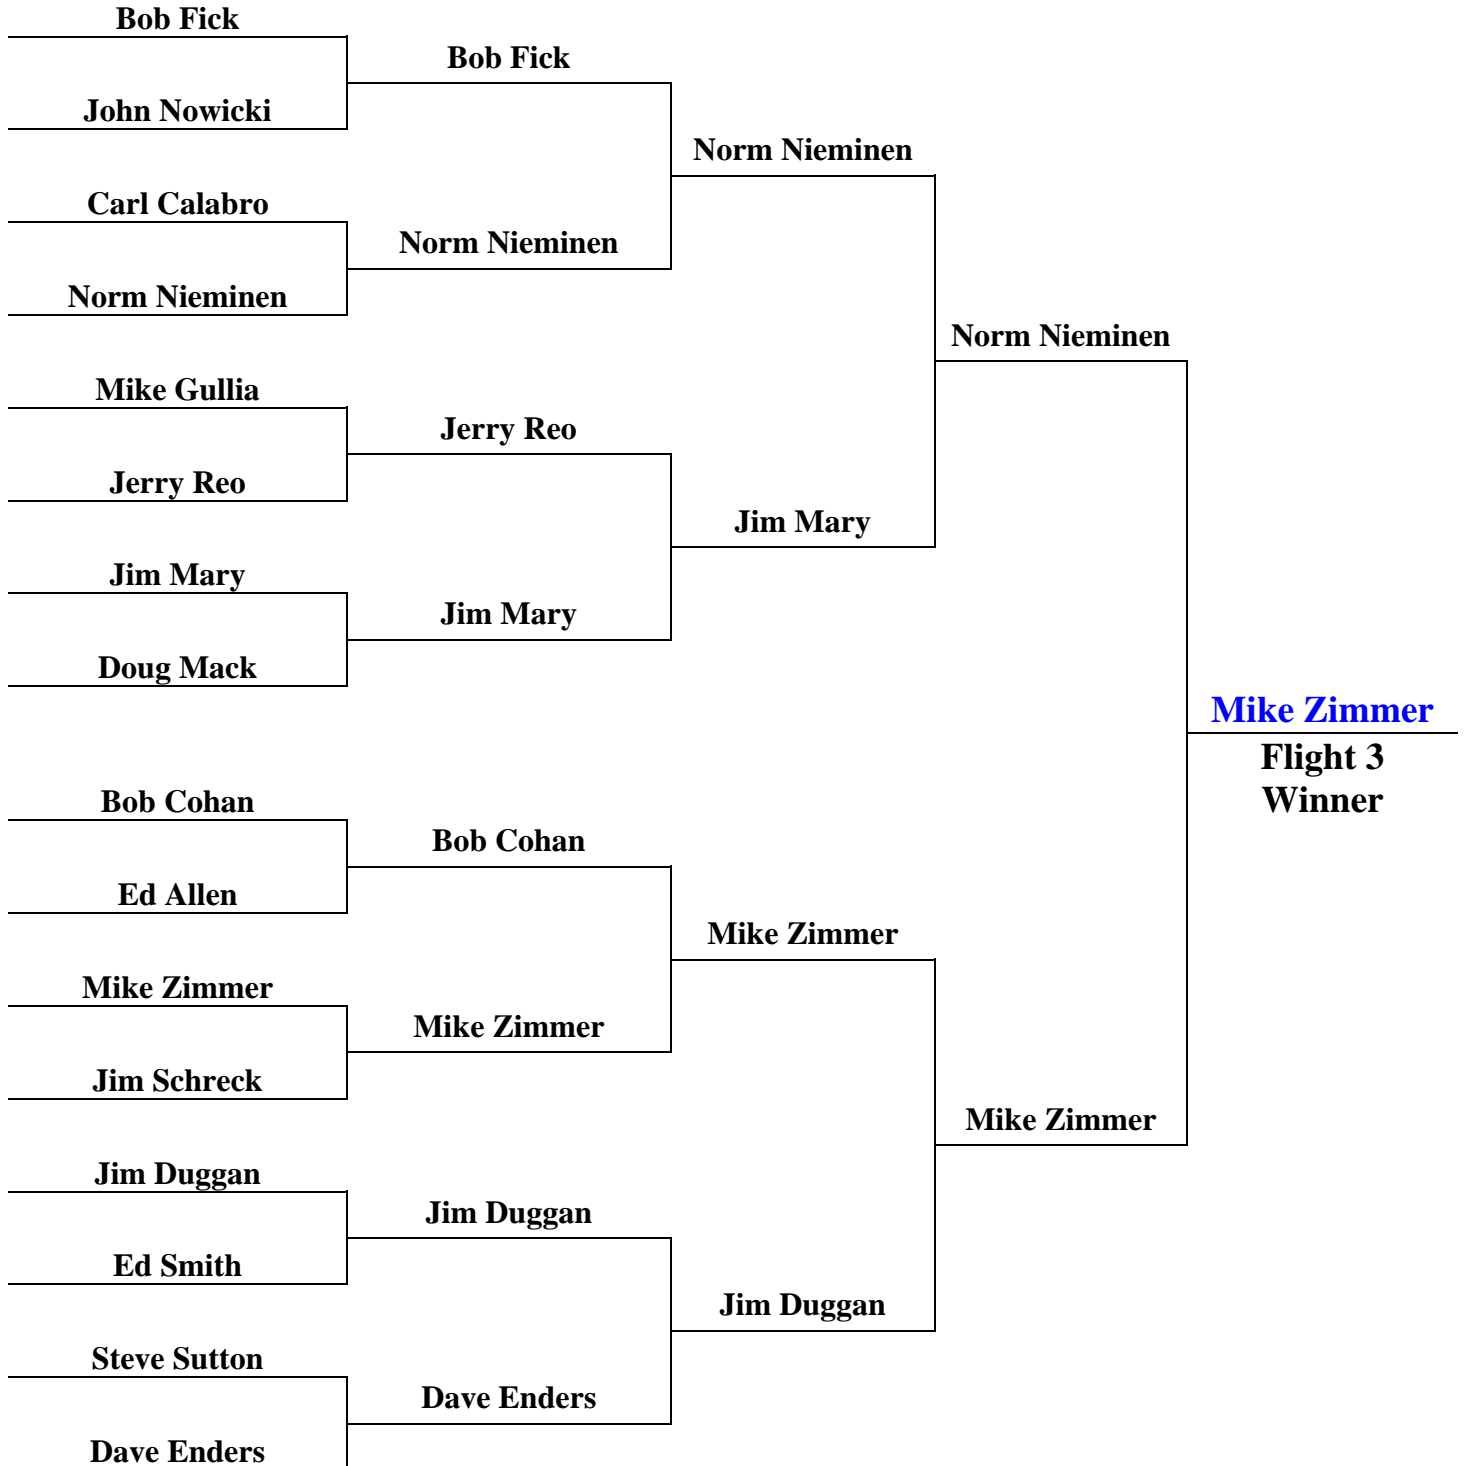 Bob Fick
Bob Fick
John Nowicki
Norm Nieminen
Carl Calabro
Norm Nieminen
Norm Nieminen
Norm Nieminen
Mike Gullia
Jerry Reo
Jerry Reo
Jim Mary
Jim Mary
Jim Mary
Doug Mack
Mike Zimmer
Flight 3
Winner
Bob Cohan
Bob Cohan
Ed Allen
Mike Zimmer
Mike Zimmer
Mike Zimmer
Jim Schreck
Mike Zimmer
Jim Duggan
Jim Duggan
Ed Smith
Jim Duggan
Steve Sutton
Dave Enders
Dave Enders